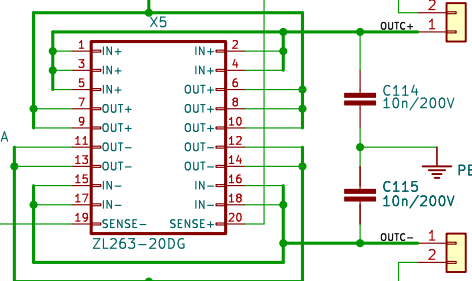 X5
2
OUTC+ 1
1 IN+ IN+ 2
3 IN+ IN+ 4
5 IN+ OUT+ 6
7 OUT+ OUT+ 8
9 OUT+ OUT+ 10
11 OUT- OUT- 12
13 OUT- OUT- 14
15 IN- IN- 16
17 IN- IN- 18
19 SENSE- SENSE+ 20
ZL263-20DG
A
C114
10n/200V
PE
C115
10n/200V
OUTC- 1
2